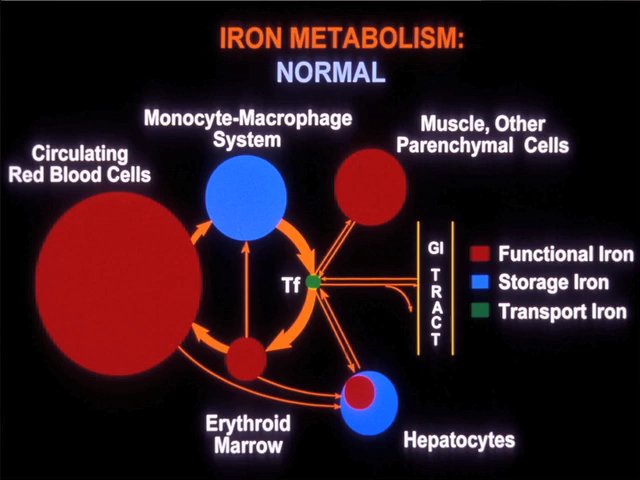 IRON METABOLISM:
NORMAL
Monocyte-Macrophage
System
Muscle, Other
Parenchymal Cells
Circulating
Red Blood Cells
Tf
GI
TRACT
Functional Iron
Storage Iron
Transport Iron
Erythroid
Marrow
Hepatocytes